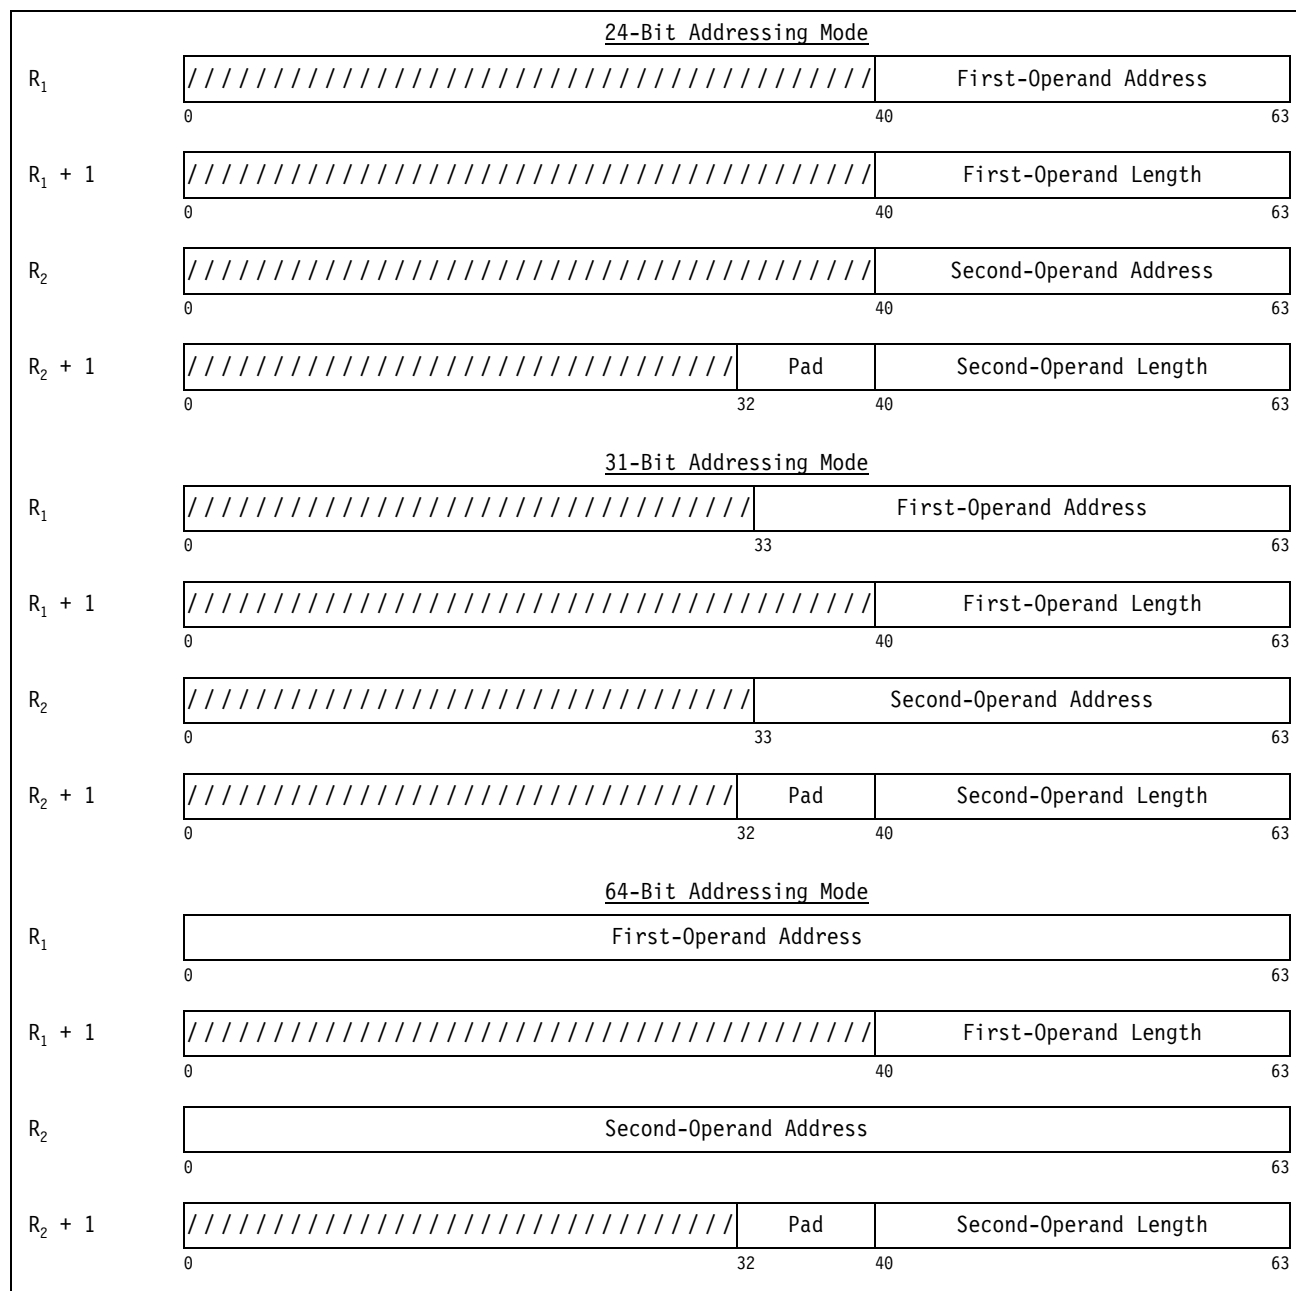 24-Bit Addressing Mode
R₁ //////////////////////////////////////// First-Operand Address
0 40 63
R₁ + 1 //////////////////////////////////////// First-Operand Length
0 40 63
R₂ //////////////////////////////////////// Second-Operand Address
0 40 63
R₂ + 1 //////////////////////////////// Pad Second-Operand Length
0 32 40 63
31-Bit Addressing Mode
R₁ ///////////////////////////////// First-Operand Address
0 33 63
R₁ + 1 //////////////////////////////////////// First-Operand Length
0 40 63
R₂ ///////////////////////////////// Second-Operand Address
0 33 63
R₂ + 1 //////////////////////////////// Pad Second-Operand Length
0 32 40 63
64-Bit Addressing Mode
R₁ First-Operand Address
0 63
R₁ + 1 //////////////////////////////////////// First-Operand Length
0 40 63
R₂ Second-Operand Address
0 63
R₂ + 1 //////////////////////////////// Pad Second-Operand Length
0 32 40 63